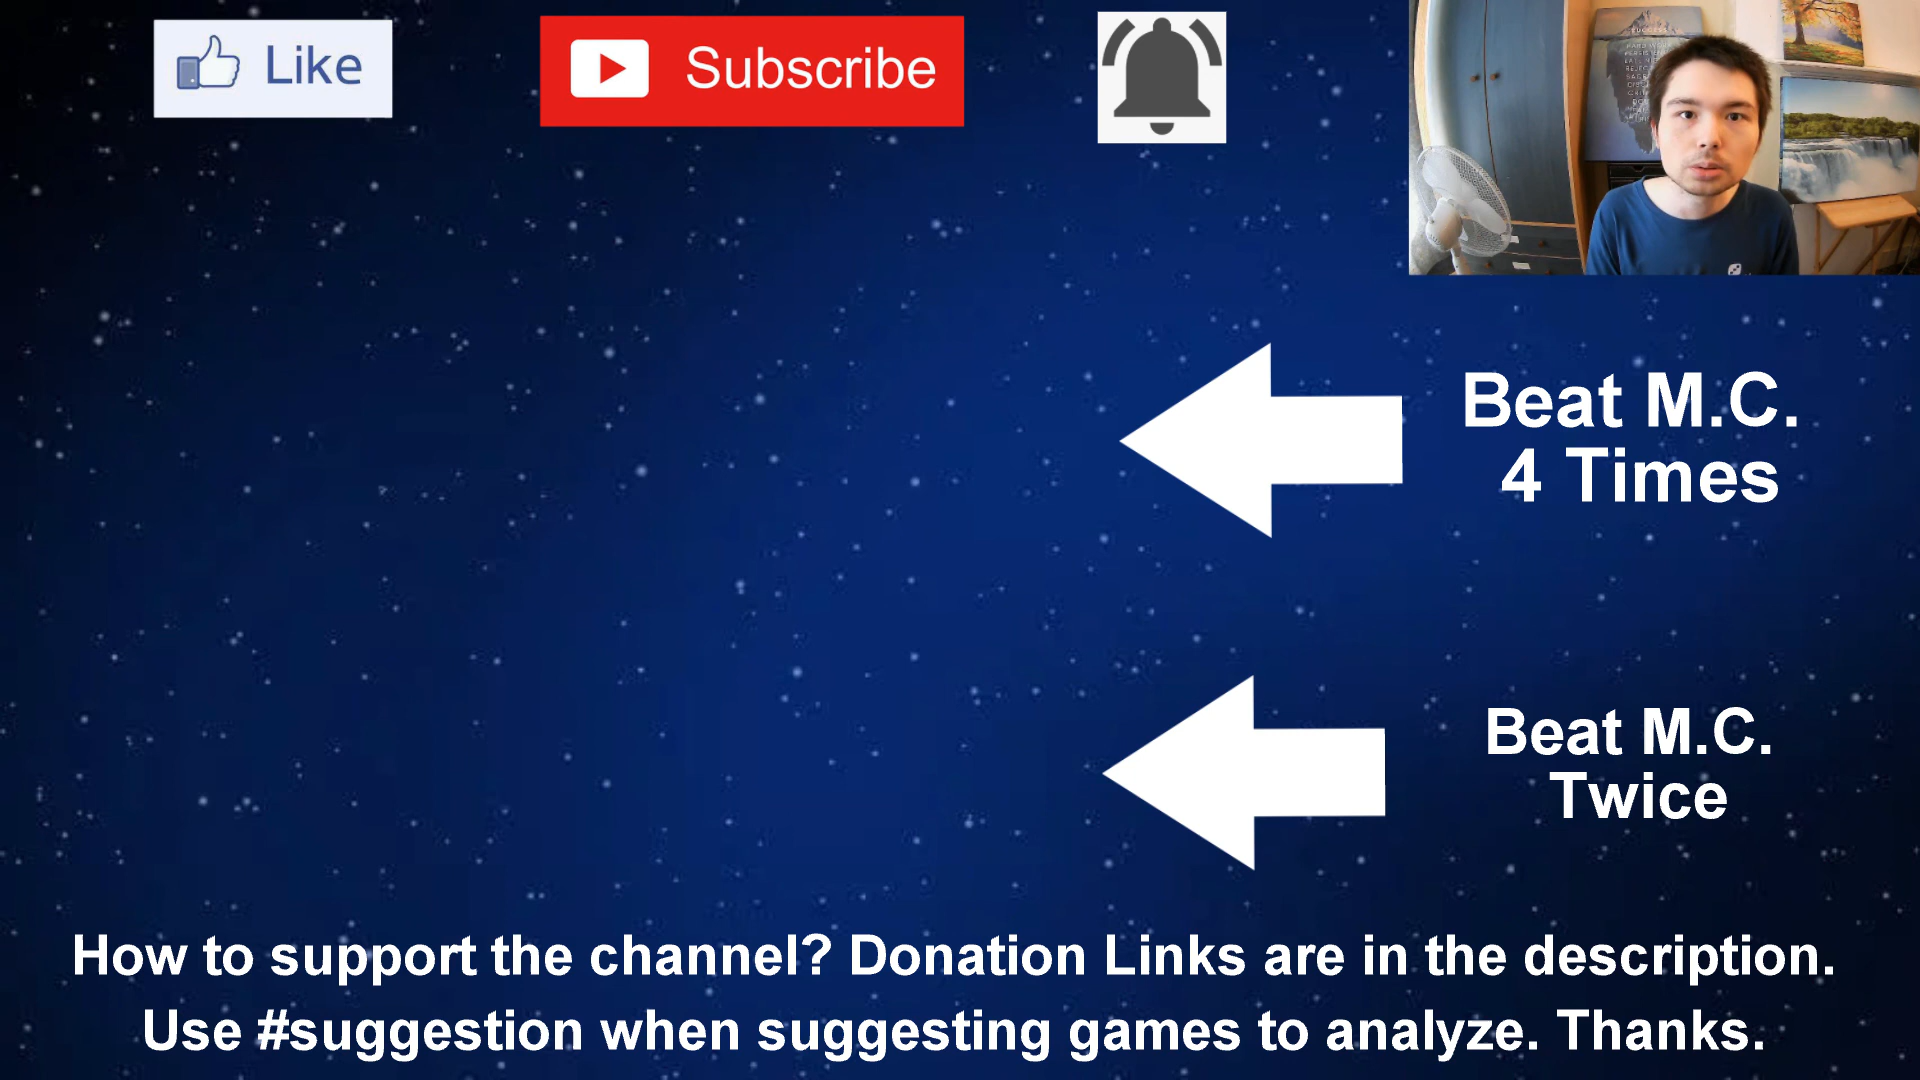 Like
Subscribe
SUCCESS
Beat M.C.
4 Times
Beat M.C.
Twice
How to support the channel? Donation Links are in the description.
Use #suggestion when suggesting games to analyze. Thanks.